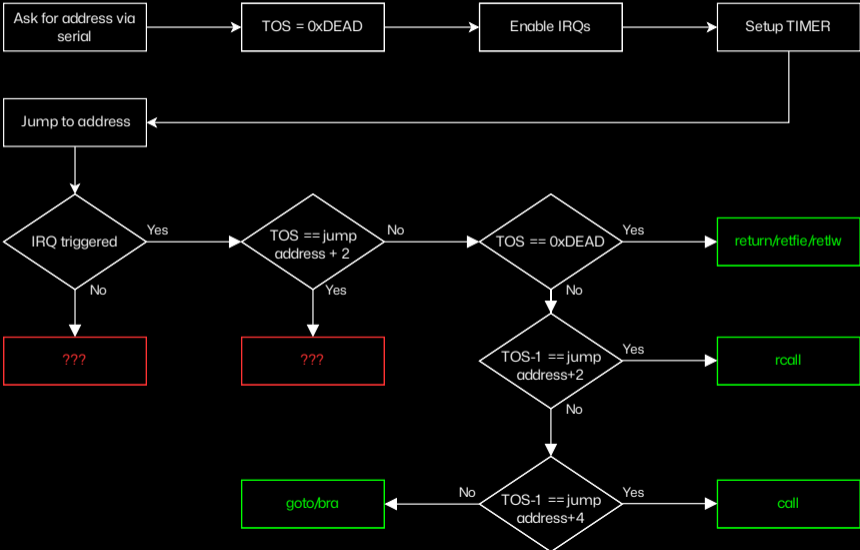 Ask for address via
serial
TOS = 0xDEAD
Enable IRQs
Setup TIMER
Jump to address
IRQ triggered
Yes
No
???
TOS == jump
address + 2
No
Yes
???
TOS == 0xDEAD
Yes
return/retfie/retlw
No
TOS-1 == jump
address+2
Yes
rcall
No
TOS-1 == jump
address+4
Yes
call
No
goto/bra